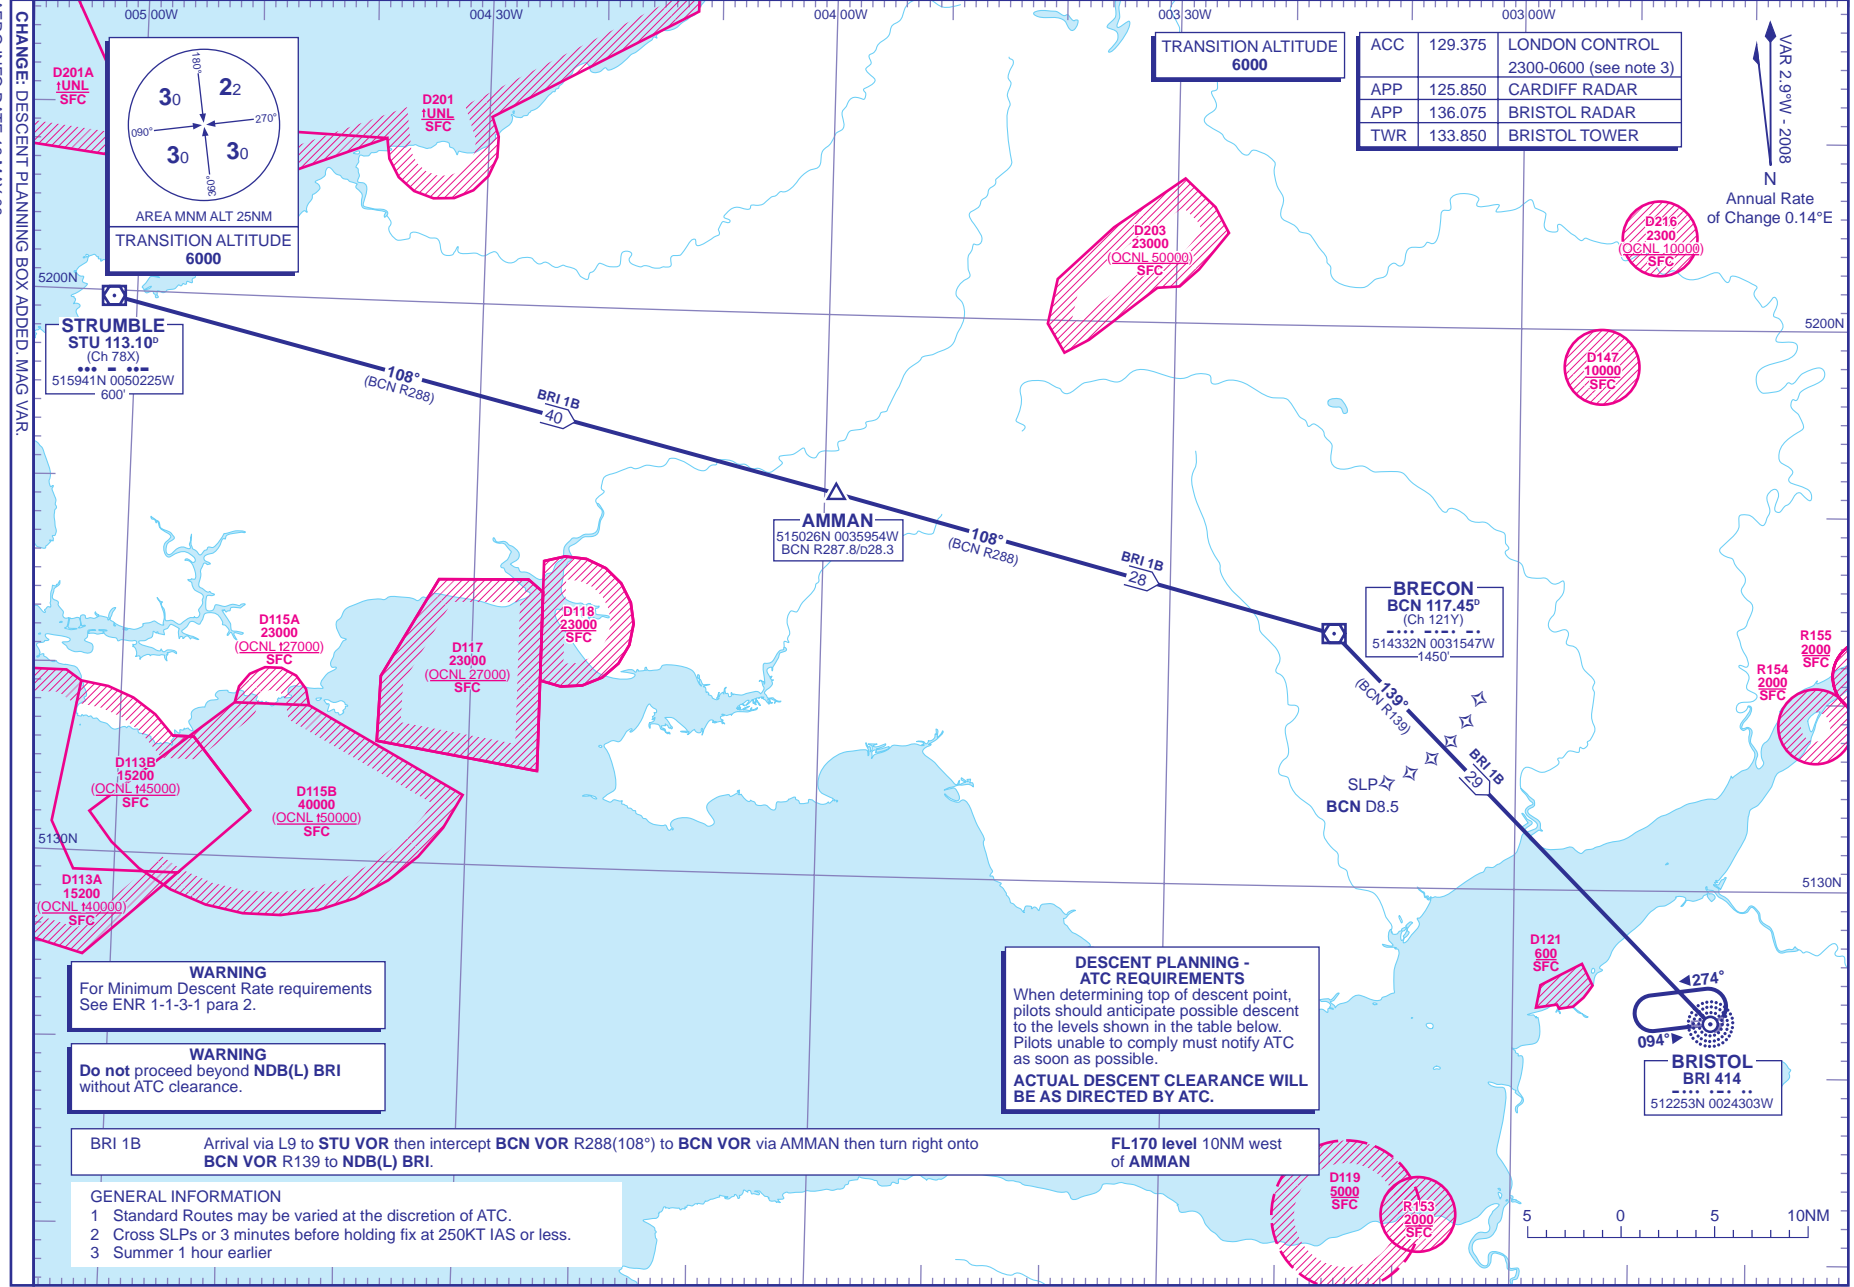 CHANGE: DESCENT PLANNING BOX ADDED. MAG VAR.
005 00W
004 30W
004 00W
003 30W
003 00W
D201A
↑UNL
SFC
180°
30
22
090°
270°
30
30
360°
AREA MNM ALT 25NM
TRANSITION ALTITUDE
6000
D201
↑UNL
SFC
TRANSITION ALTITUDE
6000
ACC 129.375 LONDON CONTROL
2300-0600 (see note 3)
APP 125.850 CARDIFF RADAR
APP 136.075 BRISTOL RADAR
TWR 133.850 BRISTOL TOWER
VAR 2.9°W - 2008
N
Annual Rate
of Change 0.14°E
D203
23000
(OCNL 50000)
SFC
D216
2300
(OCNL 10000)
SFC
5200N
5200N
STRUMBLE
STU 113.10ᴰ
(Ch 78X)
••• – ••–
515941N 0050225W
600'
108°
(BCN R288)
BRI 1B
40
D147
10000
SFC
AMMAN
515026N 0035954W
BCN R287.8/D28.3
108°
(BCN R288)
BRI 1B
28
BRECON
BCN 117.45ᴰ
(Ch 121Y)
–••• –•–• –•
514332N 0031547W
1450'
D115A
23000
(OCNL ↑27000)
SFC
D117
23000
(OCNL 27000)
SFC
D118
23000
SFC
R155
2000
SFC
R154
2000
SFC
139°
(BCN R139)
BRI 1B
29
SLP
BCN D8.5
D113B
15200
(OCNL ↑45000)
SFC
D115B
40000
(OCNL ↑50000)
SFC
5130N
5130N
D113A
15200
(OCNL ↑40000)
SFC
D121
600
SFC
274°
094°
BRISTOL
BRI 414
–••• •–• ••
512253N 0024303W
WARNING
For Minimum Descent Rate requirements
See ENR 1-1-3-1 para 2.
WARNING
Do not proceed beyond NDB(L) BRI
without ATC clearance.
DESCENT PLANNING -
ATC REQUIREMENTS
When determining top of descent point,
pilots should anticipate possible descent
to the levels shown in the table below.
Pilots unable to comply must notify ATC
as soon as possible.
ACTUAL DESCENT CLEARANCE WILL
BE AS DIRECTED BY ATC.
BRI 1B Arrival via L9 to STU VOR then intercept BCN VOR R288(108°) to BCN VOR via AMMAN then turn right onto FL170 level 10NM west
BCN VOR R139 to NDB(L) BRI. of AMMAN
D119
5000
SFC
R153
2000
SFC
GENERAL INFORMATION
1 Standard Routes may be varied at the discretion of ATC.
2 Cross SLPs or 3 minutes before holding fix at 250KT IAS or less.
3 Summer 1 hour earlier
5 0 5 10NM